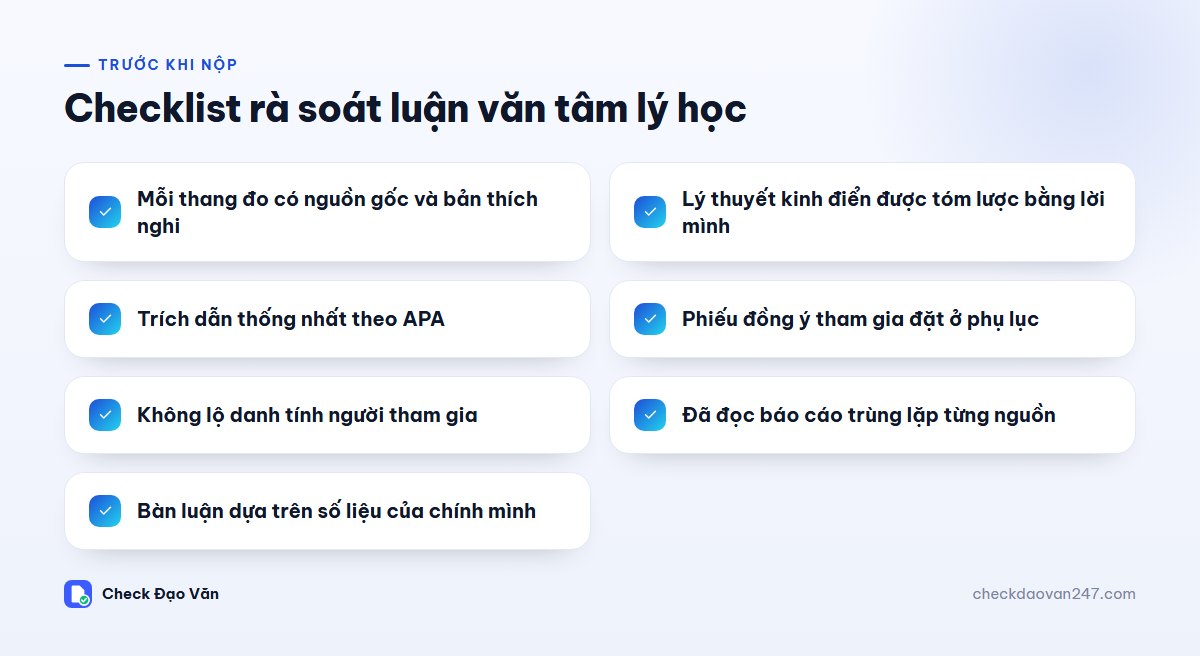 TRƯỚC KHI NỘP
Checklist rà soát luận văn tâm lý học
Mỗi thang đo có nguồn gốc và bản thích
nghi
Lý thuyết kinh điển được tóm lược bằng lời
mình
Trích dẫn thống nhất theo APA
Phiếu đồng ý tham gia đặt ở phụ lục
Không lộ danh tính người tham gia
Đã đọc báo cáo trùng lặp từng nguồn
Bàn luận dựa trên số liệu của chính mình
Check Đạo Văn
checkdaovan247.com